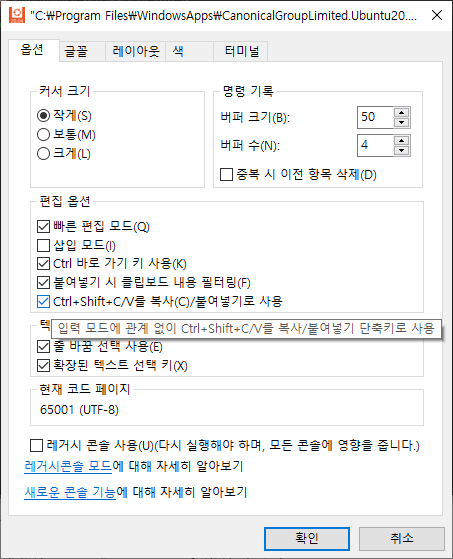 "C:₩Program Files₩WindowsApps₩CanonicalGroupLimited.Ubuntu20....
옵션 글꼴 레이아웃 색 터미널
커서 크기
작게(S)
보통(M)
크게(L)
명령 기록
버퍼 크기(B): 50
버퍼 수(N): 4
중복 시 이전 항목 삭제(D)
편집 옵션
빠른 편집 모드(Q)
삽입 모드(I)
Ctrl 바로 가기 키 사용(K)
붙여넣기 시 클립보드 내용 필터링(F)
Ctrl+Shift+C/V를 복사(C)/붙여넣기로 사용
입력 모드에 관계 없이 Ctrl+Shift+C/V를 복사/붙여넣기 단축키로 사용
줄 바꿈 선택 사용(E)
확장된 텍스트 선택 키(X)
현재 코드 페이지
65001 (UTF-8)
레거시 콘솔 사용(U)(다시 실행해야 하며, 모든 콘솔에 영향을 줍니다.)
레거시콘솔 모드에 대해 자세히 알아보기
새로운 콘솔 기능에 대해 자세히 알아보기
확인 취소